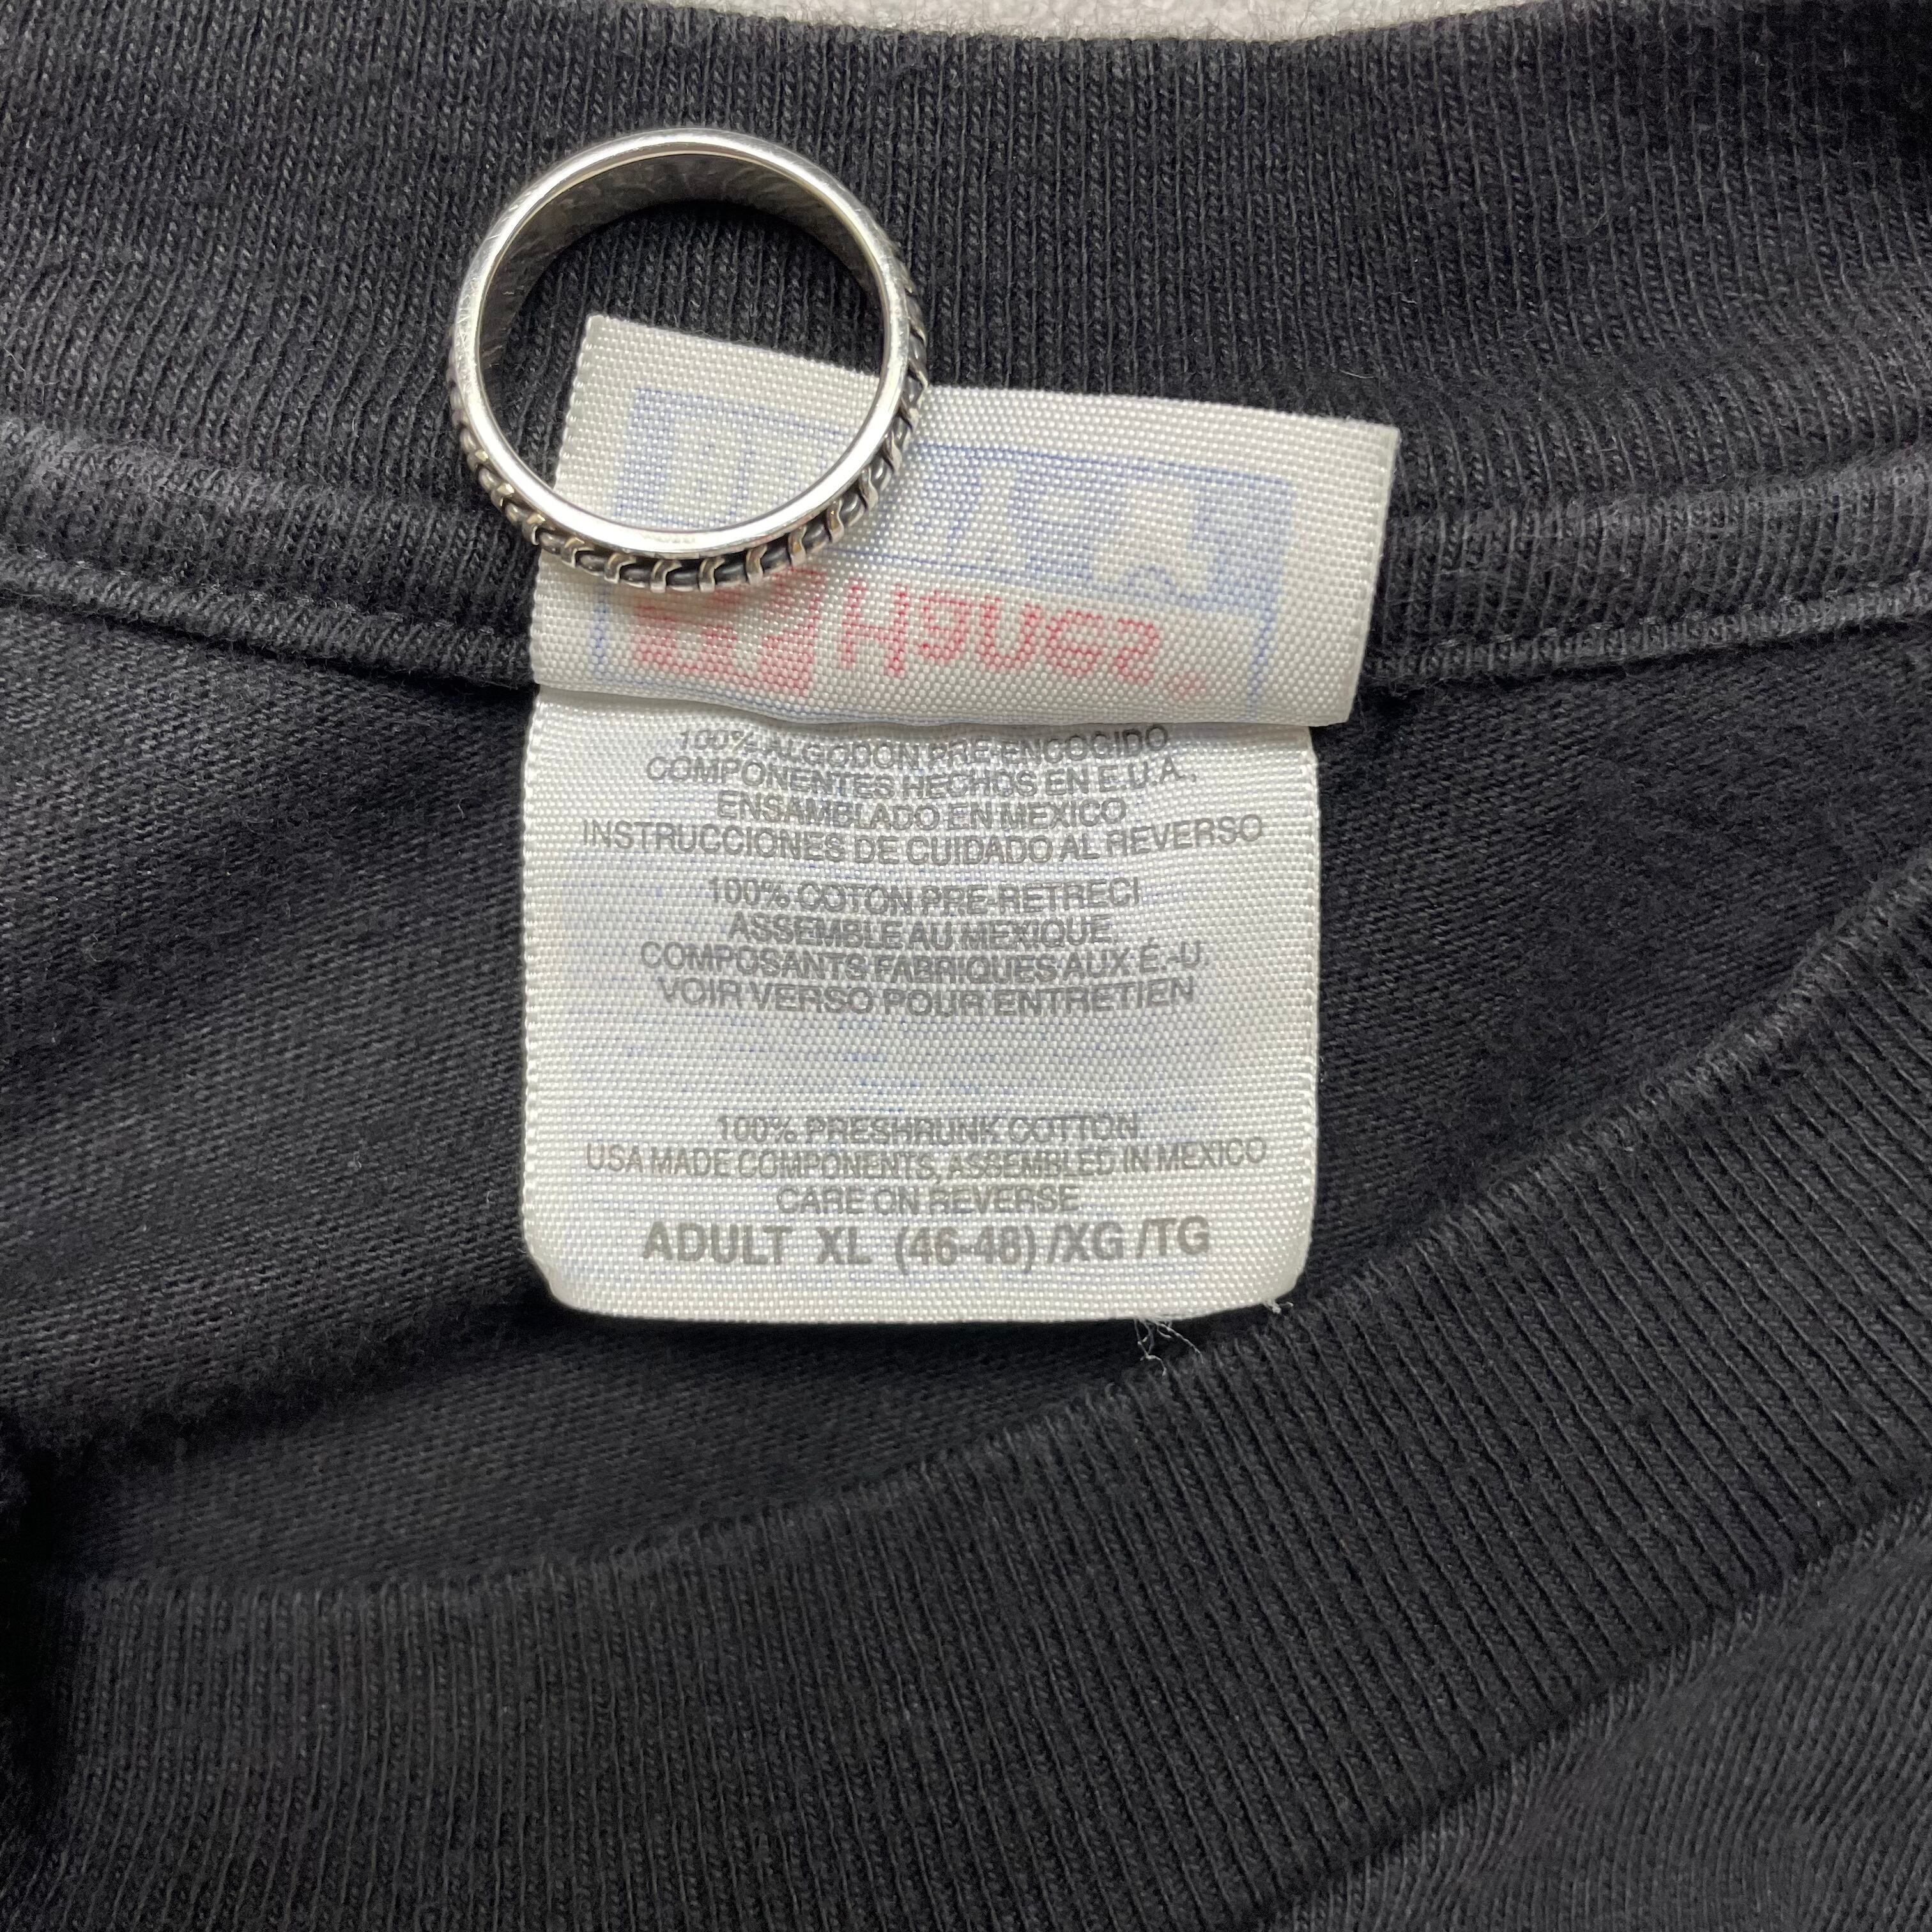 Hanes
100% ALGODON PRE-ENCOGIDO
COMPONENTES HECHOS EN E.U.A.,
ENSAMBLADO EN MEXICO
INSTRUCCIONES DE CUIDADO AL REVERSO
100% COTON PRE-RETRECI
ASSEMBLE AU MEXIQUE
COMPOSANTS FABRIQUES AUX É.-U.
VOIR VERSO POUR ENTRETIEN
100% PRESHRUNK COTTON
USA MADE COMPONENTS, ASSEMBLED IN MEXICO
CARE ON REVERSE
ADULT XL (46-48) /XG /TG